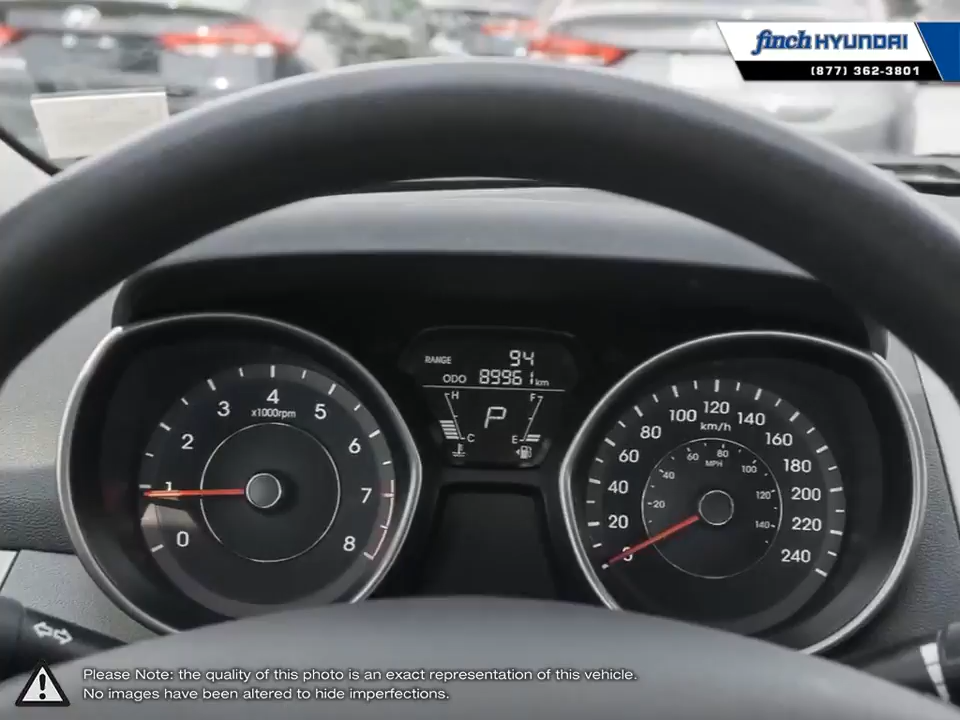 finch HYUNDAI
(877) 362-3801
RANGE 94
ODO 89961 km
H F
P
C E
0 1 2 3 4 5 6 7 8
x1000rpm
0 20 40 60 80 100 120 140 160 180 200 220 240
km/h
20 40 60 80 100 120 140
MPH
Please Note: the quality of this photo is an exact representation of this vehicle.
No images have been altered to hide imperfections.